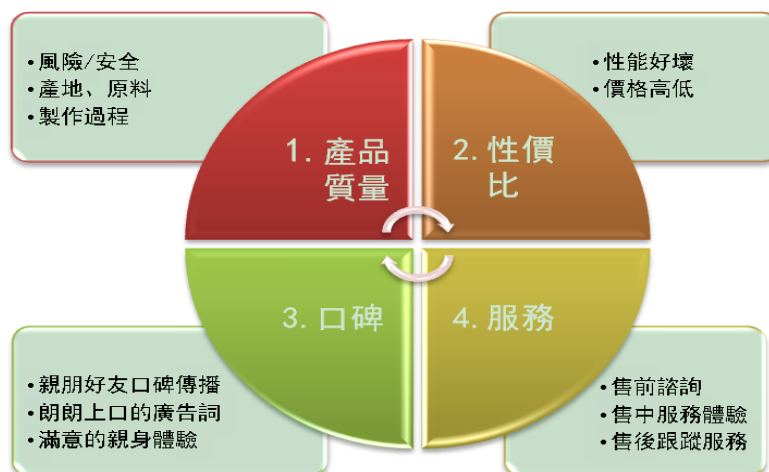 •風險/安全
•產地、原料
•製作過程
•性能好壞
•價格高低
1. 產品
質量
2. 性價
比
3. 口碑
4. 服務
•親朋好友口碑傳播
•朗朗上口的廣告詞
•滿意的親身體驗
•售前諮詢
•售中服務體驗
•售後跟蹤服務